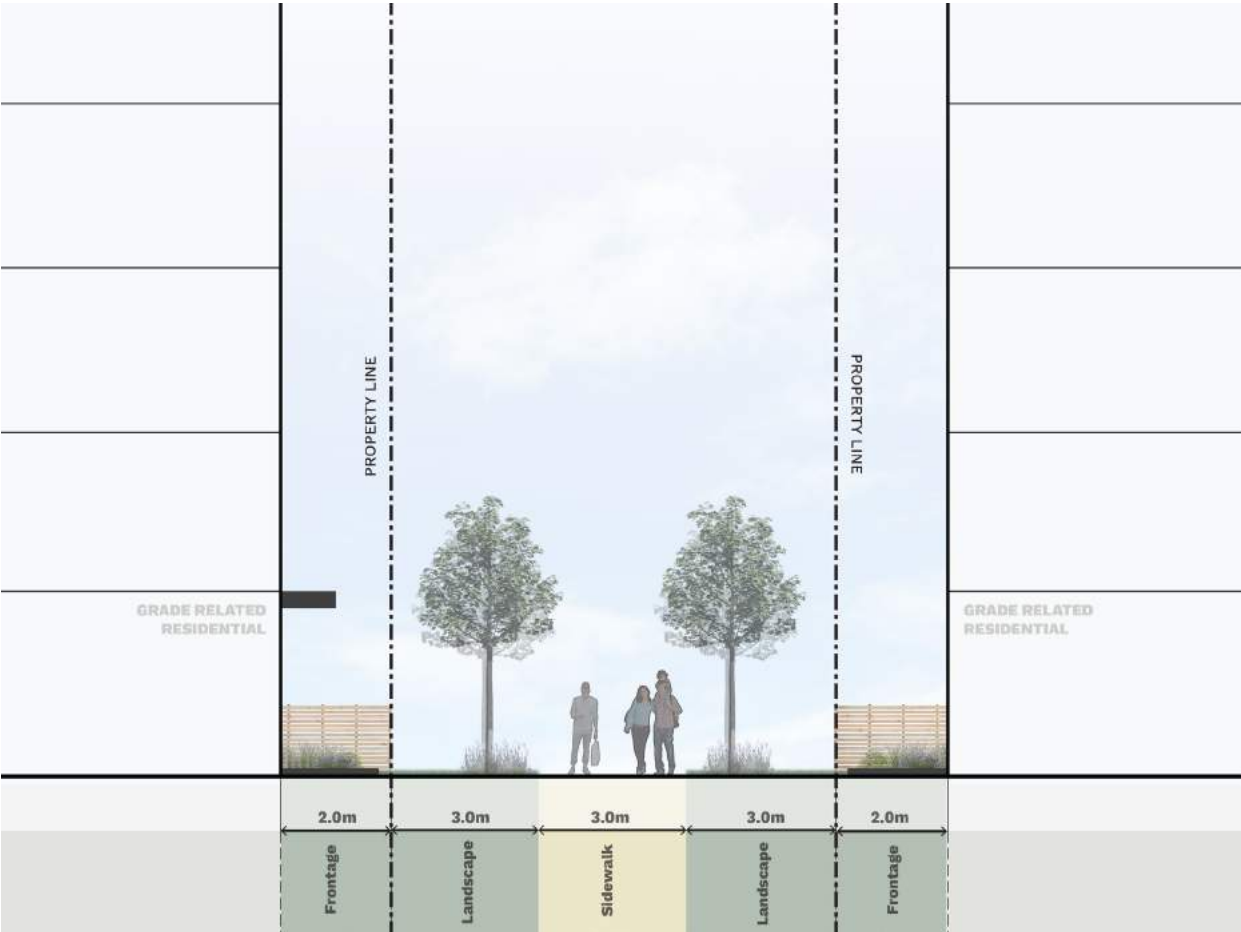 PROPERTY LINE
PROPERTY LINE
GRADE RELATED
RESIDENTIAL
GRADE RELATED
RESIDENTIAL
2.0m
3.0m
3.0m
3.0m
2.0m
Frontage
Landscape
Sidewalk
Landscape
Frontage